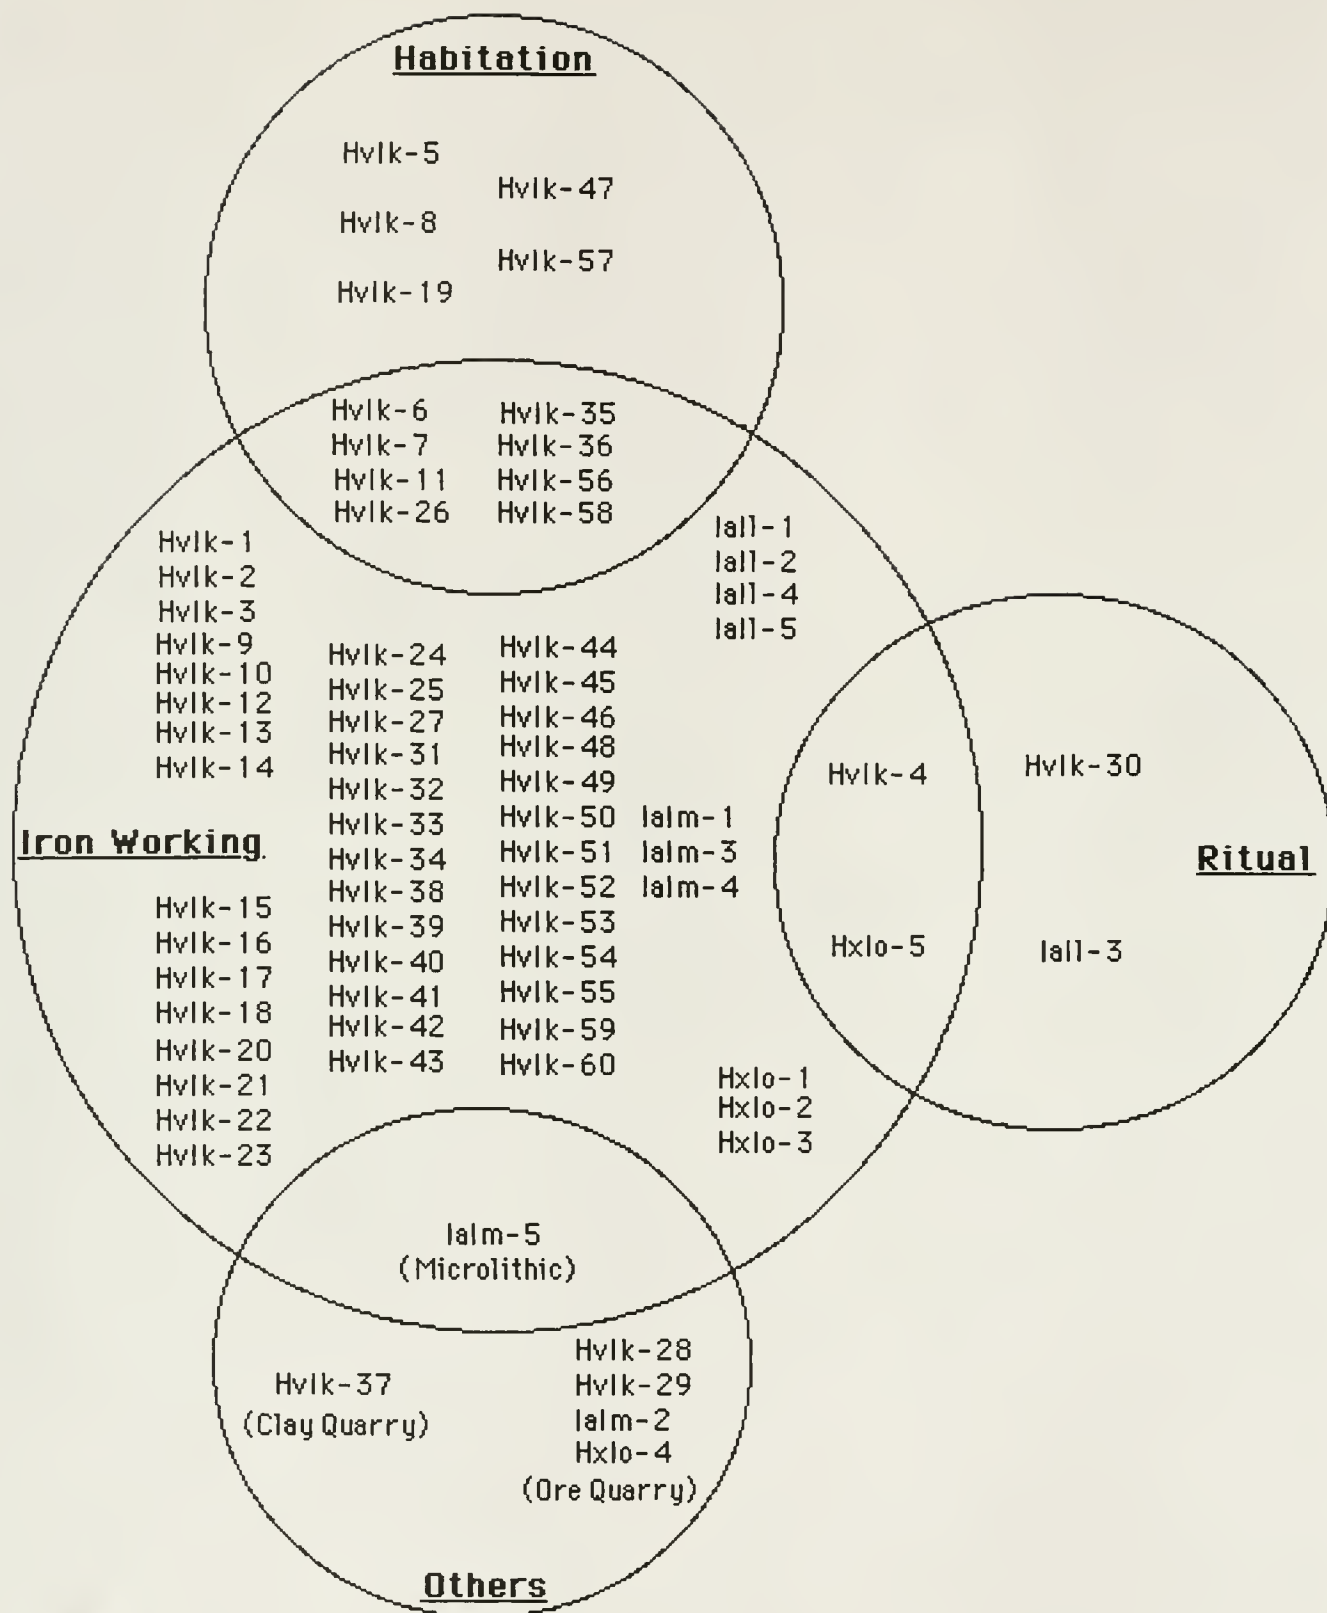 Habitation
Hvlk-5
Hvlk-47
Hvlk-8
Hvlk-57
Hvlk-19
Hvlk-6
Hvlk-7
Hvlk-11
Hvlk-26
Hvlk-35
Hvlk-36
Hvlk-56
Hvlk-58
Hvlk-1
Hvlk-2
Hvlk-3
Hvlk-9
Hvlk-10
Hvlk-12
Hvlk-13
Hvlk-14
Iron Working
Hvlk-15
Hvlk-16
Hvlk-17
Hvlk-18
Hvlk-20
Hvlk-21
Hvlk-22
Hvlk-23
Hvlk-24
Hvlk-25
Hvlk-27
Hvlk-31
Hvlk-32
Hvlk-33
Hvlk-34
Hvlk-38
Hvlk-39
Hvlk-40
Hvlk-41
Hvlk-42
Hvlk-43
Hvlk-44
Hvlk-45
Hvlk-46
Hvlk-48
Hvlk-49
Hvlk-50
Hvlk-51
Hvlk-52
Hvlk-53
Hvlk-54
Hvlk-55
Hvlk-59
Hvlk-60
Iall-1
Iall-2
Iall-4
Iall-5
Ialm-1
Ialm-3
Ialm-4
Hxlo-1
Hxlo-2
Hxlo-3
Hvlk-4
Hxlo-5
Hvlk-30
Ritual
Iall-3
Ialm-5
(Microlithic)
Hvlk-37
(Clay Quarry)
Hvlk-28
Hvlk-29
Ialm-2
Hxlo-4
(Ore Quarry)
Others